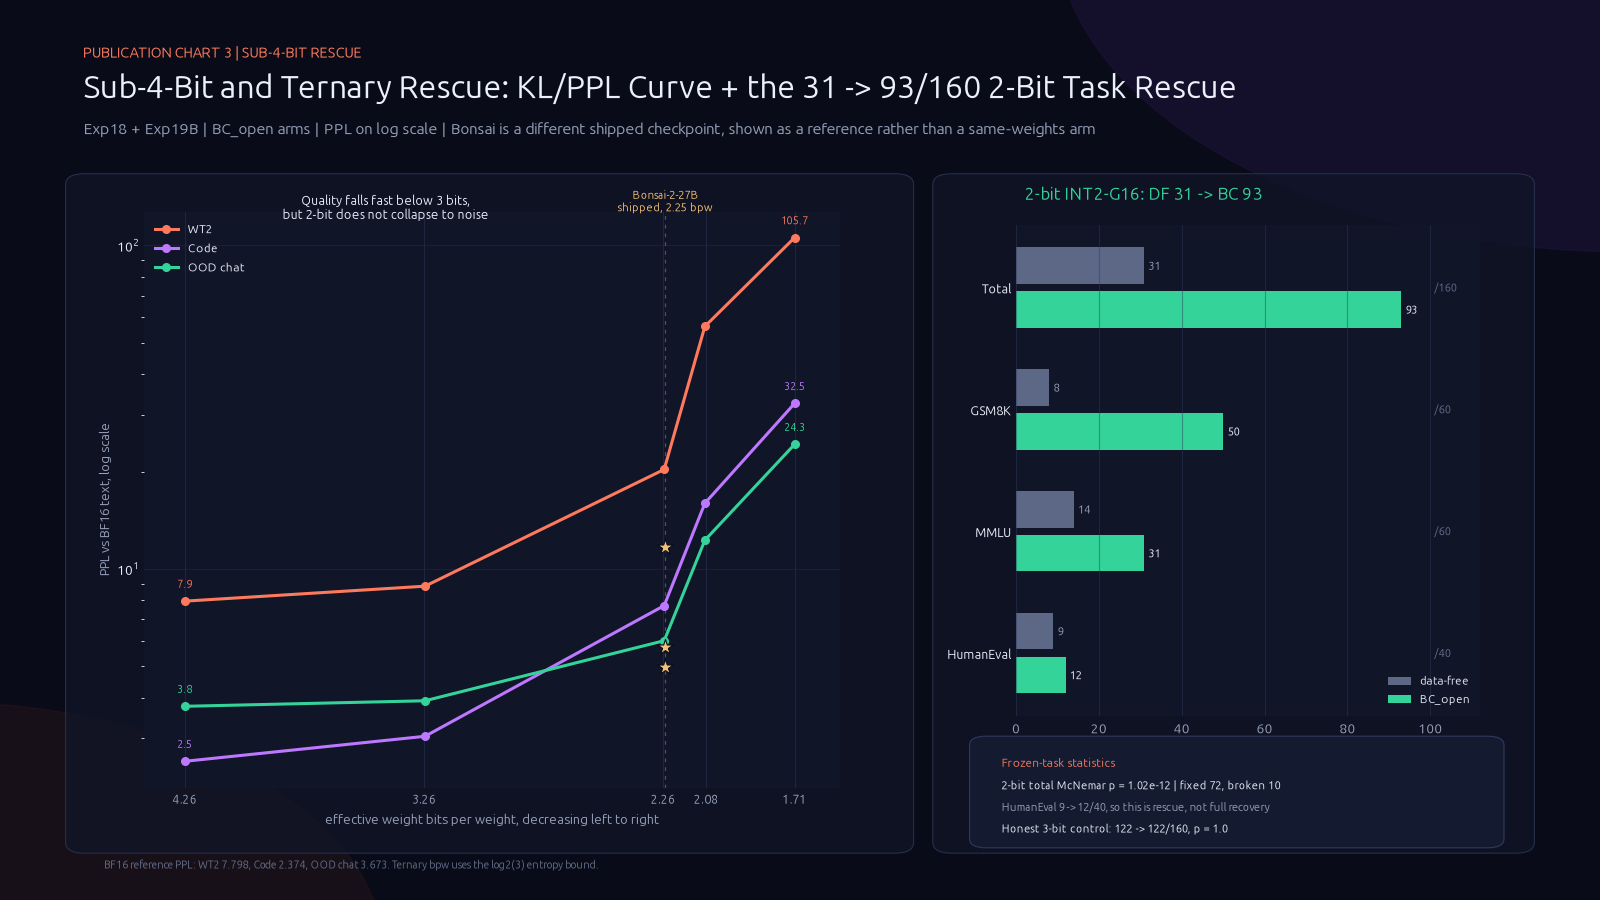 PUBLICATION CHART 3 | SUB-4-BIT RESCUE
Sub-4-Bit and Ternary Rescue: KL/PPL Curve + the 31 -> 93/160 2-Bit Task Rescue
Exp18 + Exp19B | BC_open arms | PPL on log scale | Bonsai is a different shipped checkpoint, shown as a reference rather than a same-weights arm
Quality falls fast below 3 bits,
but 2-bit does not collapse to noise
Bonsai-2-27B
shipped, 2.25 bpw
WT2
Code
OOD chat
10²
10¹
PPL vs BF16 text, log scale
105.7
32.5
24.3
7.9
3.8
2.5
4.26
3.26
2.26
2.08
1.71
effective weight bits per weight, decreasing left to right
2-bit INT2-G16: DF 31 -> BC 93
Total
31
93
/160
GSM8K
8
50
/60
MMLU
14
31
/60
HumanEval
9
12
/40
data-free
BC_open
0
20
40
60
80
100
Frozen-task statistics
2-bit total McNemar p = 1.02e-12 | fixed 72, broken 10
HumanEval 9 -> 12/40, so this is rescue, not full recovery
Honest 3-bit control: 122 -> 122/160, p = 1.0
BF16 reference PPL: WT2 7.798, Code 2.374, OOD chat 3.673. Ternary bpw uses the log2(3) entropy bound.